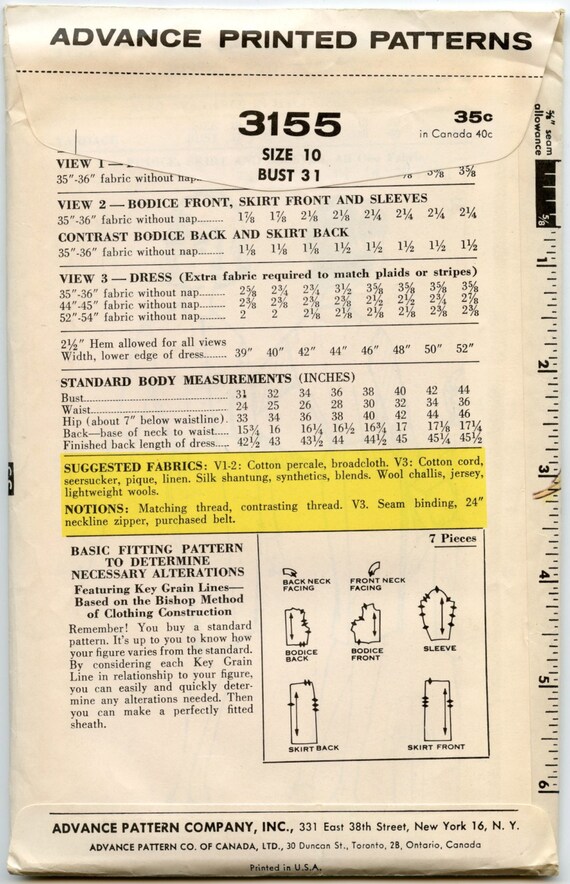 ADVANCE PRINTED PATTERNS
3155
35c
in Canada 40c
SIZE 10
BUST 31
⅝" seam
allowance
VIEW 1
35"-36" fabric without nap 3⅜ 3⅝
VIEW 2 — BODICE FRONT, SKIRT FRONT AND SLEEVES
35"-36" fabric without nap......... 1⅞ 1⅞ 2⅛ 2⅛ 2¼ 2¼ 2¼ 2¼
CONTRAST BODICE BACK AND SKIRT BACK
35"-36" fabric without nap......... 1⅛ 1⅛ 1⅛ 1½ 1½ 1½ 1½ 1½
VIEW 3 — DRESS (Extra fabric required to match plaids or stripes)
35"-36" fabric without nap......... 2⅝ 2¾ 2¾ 3½ 3⅝ 3⅝ 3⅝ 3⅝
44"-45" fabric without nap......... 2⅜ 2⅜ 2⅜ 2⅜ 2½ 2½ 2¾ 2⅞
52"-54" fabric without nap......... 2 2 2⅛ 2⅛ 2⅛ 2⅛ 2⅜ 2⅜
2½" Hem allowed for all views
Width, lower edge of dress........ 39" 40" 42" 44" 46" 48" 50" 52"
STANDARD BODY MEASUREMENTS (INCHES)
Bust........ 31 32 34 36 38 40 42 44
Waist........ 24 25 26 28 30 32 34 36
Hip (about 7" below waistline). 33 34 36 38 40 42 44 46
Back—base of neck to waist..... 15¾ 16 16¼ 16½ 16¾ 17 17⅛ 17¼
Finished back length of dress.... 42½ 43 43½ 44 44½ 45 45¼ 45½
SUGGESTED FABRICS: V1-2: Cotton percale, broadcloth. V3: Cotton cord,
seersucker, pique, linen. Silk shantung, synthetics, blends. Wool challis, jersey,
lightweight wools.
NOTIONS: Matching thread, contrasting thread. V3. Seam binding, 24"
neckline zipper, purchased belt.
BASIC FITTING PATTERN
TO DETERMINE
NECESSARY ALTERATIONS
Featuring Key Grain Lines—
Based on the Bishop Method
of Clothing Construction
Remember! You buy a standard
pattern. It's up to you to know how
your figure varies from the standard.
By considering each Key Grain
Line in relationship to your figure,
you can easily and quickly deter-
mine any alterations needed. Then
you can make a perfectly fitted
sheath.
7 Pieces
BACK NECK
FACING
FRONT NECK
FACING
BODICE
BACK
BODICE
FRONT
SLEEVE
SKIRT BACK
SKIRT FRONT
⅝
1
2
3
4
5
6
ADVANCE PATTERN COMPANY, INC., 331 East 38th Street, New York 16, N. Y.
ADVANCE PATTERN CO. OF CANADA, LTD., 30 Duncan St., Toronto, 2B, Ontario, Canada
Printed in U.S.A.